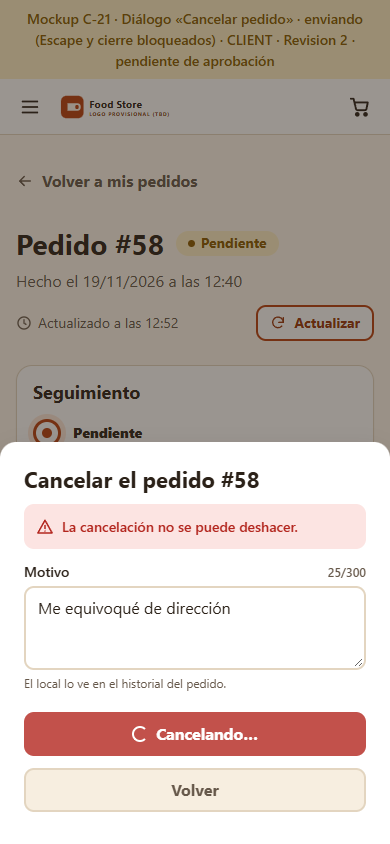 Mockup C-21 · Diálogo «Cancelar pedido» · enviando
(Escape y cierre bloqueados) · CLIENT · Revision 2 ·
pendiente de aprobación
Food Store
LOGO PROVISIONAL (TBD)
Volver a mis pedidos
Pedido #58
Pendiente
Hecho el 19/11/2026 a las 12:40
Actualizado a las 12:52
Actualizar
Seguimiento
Pendiente
Cancelar el pedido #58
La cancelación no se puede deshacer.
Motivo
25/300
Me equivoqué de dirección
El local lo ve en el historial del pedido.
Cancelando…
Volver